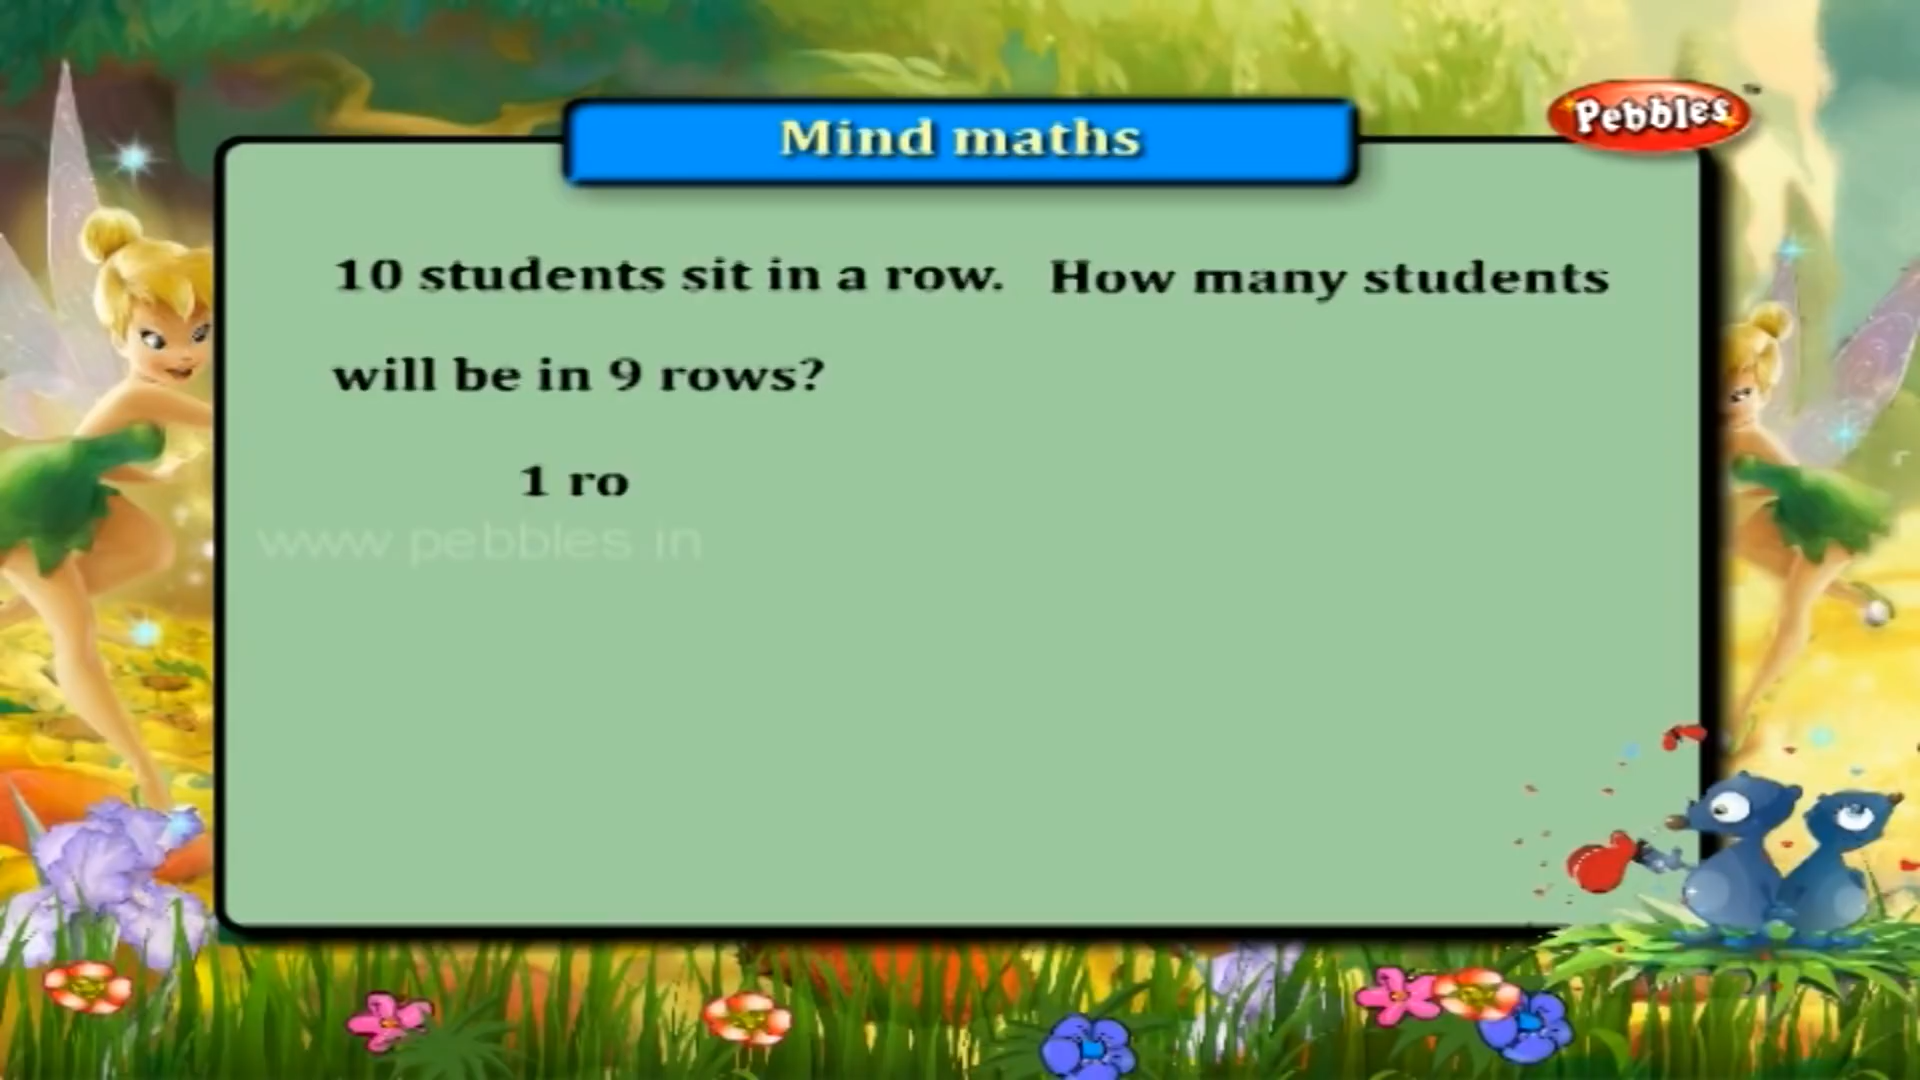 Mind maths
Pebbles
10 students sit in a row. How many students
will be in 9 rows?
1 ro
www pebbles in